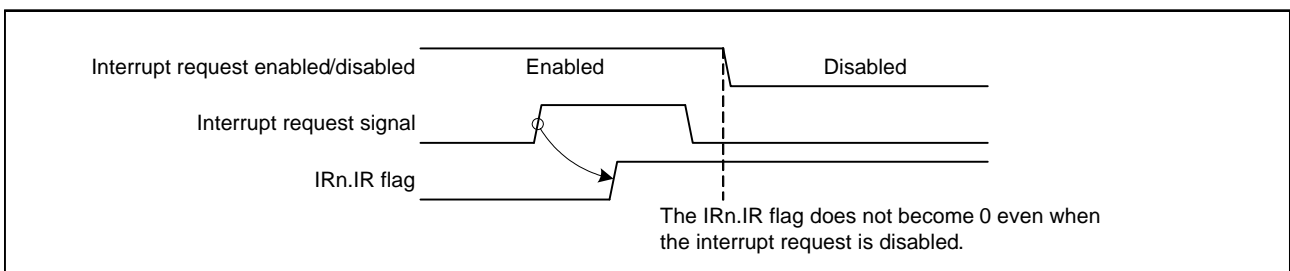 Interrupt request enabled/disabled Enabled Disabled
Interrupt request signal
IRn.IR flag
The IRn.IR flag does not become 0 even when
the interrupt request is disabled.